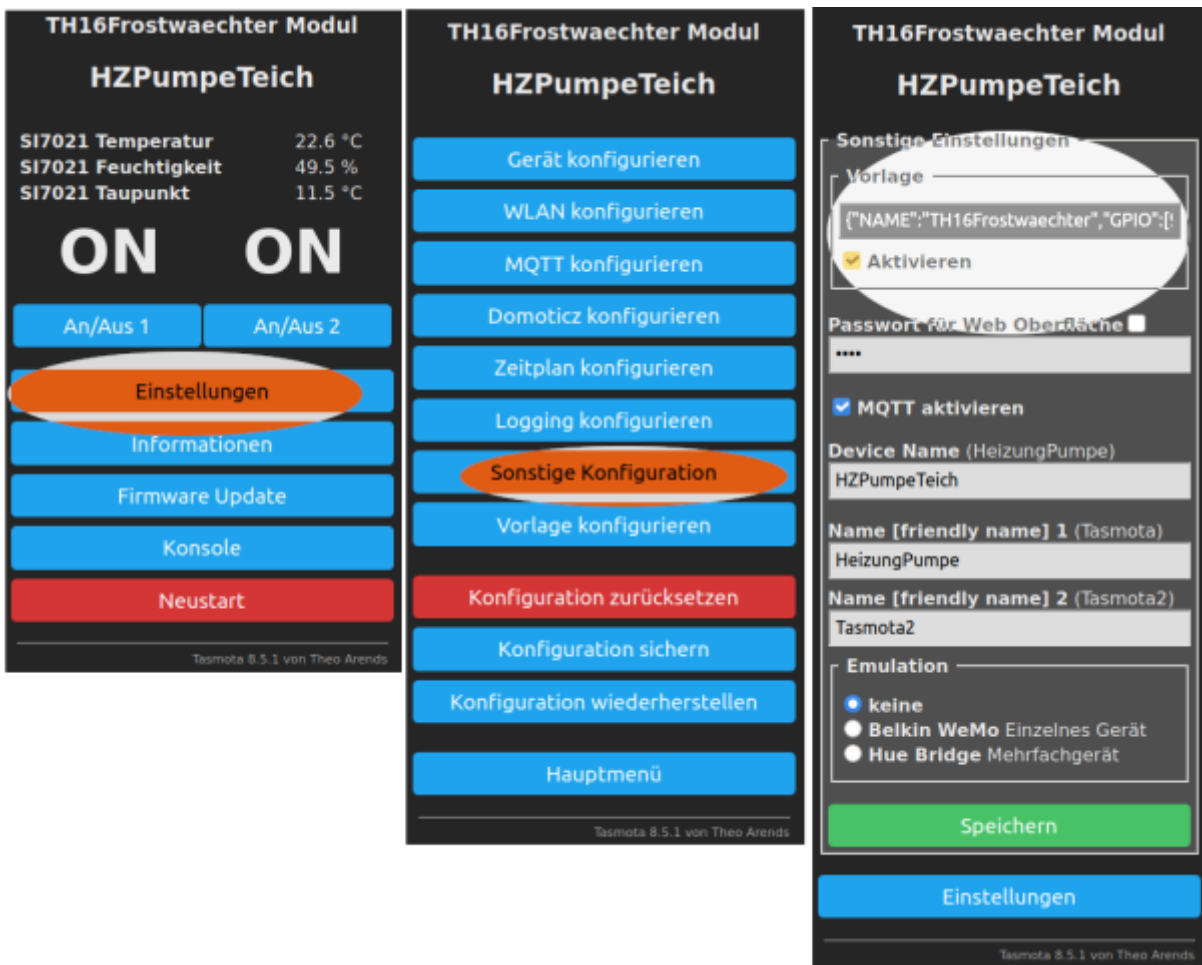 TH16Frostwaechter Modul
HZPumpeTeich
SI7021 Temperatur 22.6 °C
SI7021 Feuchtigkeit 49.5 %
SI7021 Taupunkt 11.5 °C
ON ON
An/Aus 1 An/Aus 2
Einstellungen
Informationen
Firmware Update
Konsole
Neustart
Tasmota 8.5.1 von Theo Arends
TH16Frostwaechter Modul
HZPumpeTeich
Gerät konfigurieren
WLAN konfigurieren
MQTT konfigurieren
Domoticz konfigurieren
Zeitplan konfigurieren
Logging konfigurieren
Sonstige Konfiguration
Vorlage konfigurieren
Konfiguration zurücksetzen
Konfiguration sichern
Konfiguration wiederherstellen
Hauptmenü
Tasmota 8.5.1 von Theo Arends
TH16Frostwaechter Modul
HZPumpeTeich
Sonstige Einstellungen
Vorlage
{"NAME":"TH16Frostwaechter","GPIO":[
Aktivieren
Passwort für Web Oberfläche
••••
MQTT aktivieren
Device Name (HeizungPumpe)
HZPumpeTeich
Name [friendly name] 1 (Tasmota)
HeizungPumpe
Name [friendly name] 2 (Tasmota2)
Tasmota2
Emulation
keine
Belkin WeMo Einzelnes Gerät
Hue Bridge Mehrfachgerät
Speichern
Einstellungen
Tasmota 8.5.1 von Theo Arends